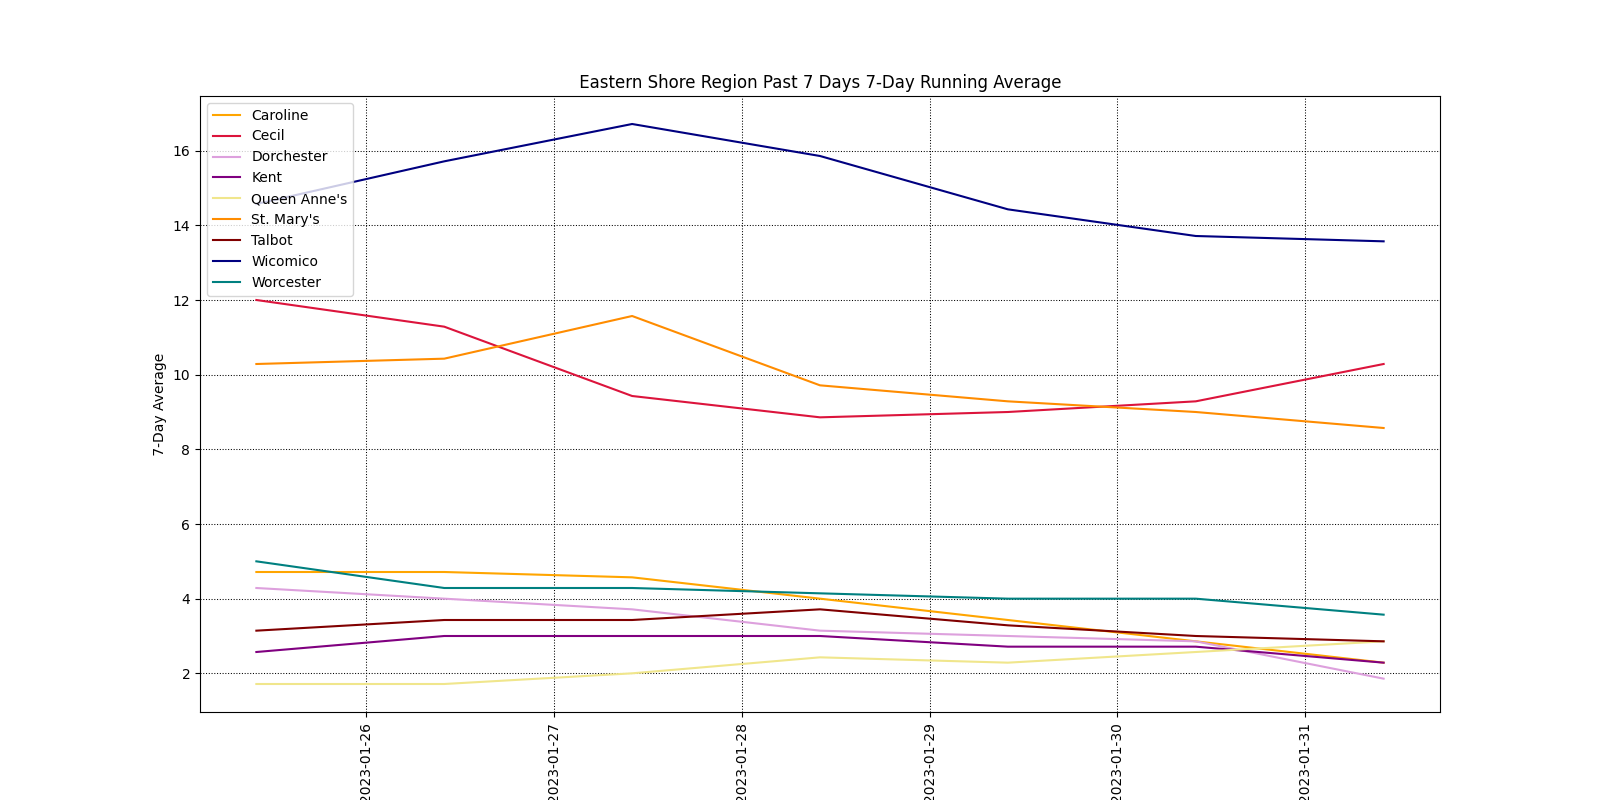 Eastern Shore Region Past 7 Days 7-Day Running Average
Caroline
Cecil
Dorchester
Kent
Queen Anne's
St. Mary's
Talbot
Wicomico
Worcester
7-Day Average
16
14
12
10
8
6
4
2
2023-01-26
2023-01-27
2023-01-28
2023-01-29
2023-01-30
2023-01-31